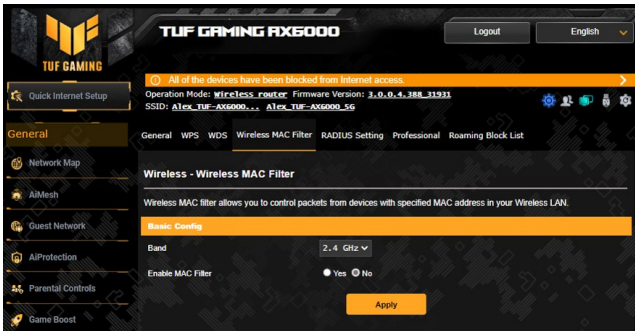 TUF GAMING AX6000
Logout
English
TUF GAMING
All of the devices have been blocked from Internet access.
Quick Internet Setup
Operation Mode: Wireless router Firmware Version: 3.0.0.4.388_31931
SSID: Alex_TUF-AX6000... Alex_TUF-AX6000_5G
General
General WPS WDS Wireless MAC Filter RADIUS Setting Professional Roaming Block List
Network Map
Wireless - Wireless MAC Filter
AiMesh
Wireless MAC filter allows you to control packets from devices with specified MAC address in your Wireless LAN.
Guest Network
Basic Config
AiProtection
Band 2.4 GHz
Enable MAC Filter Yes No
Parental Controls
Apply
Game Boost